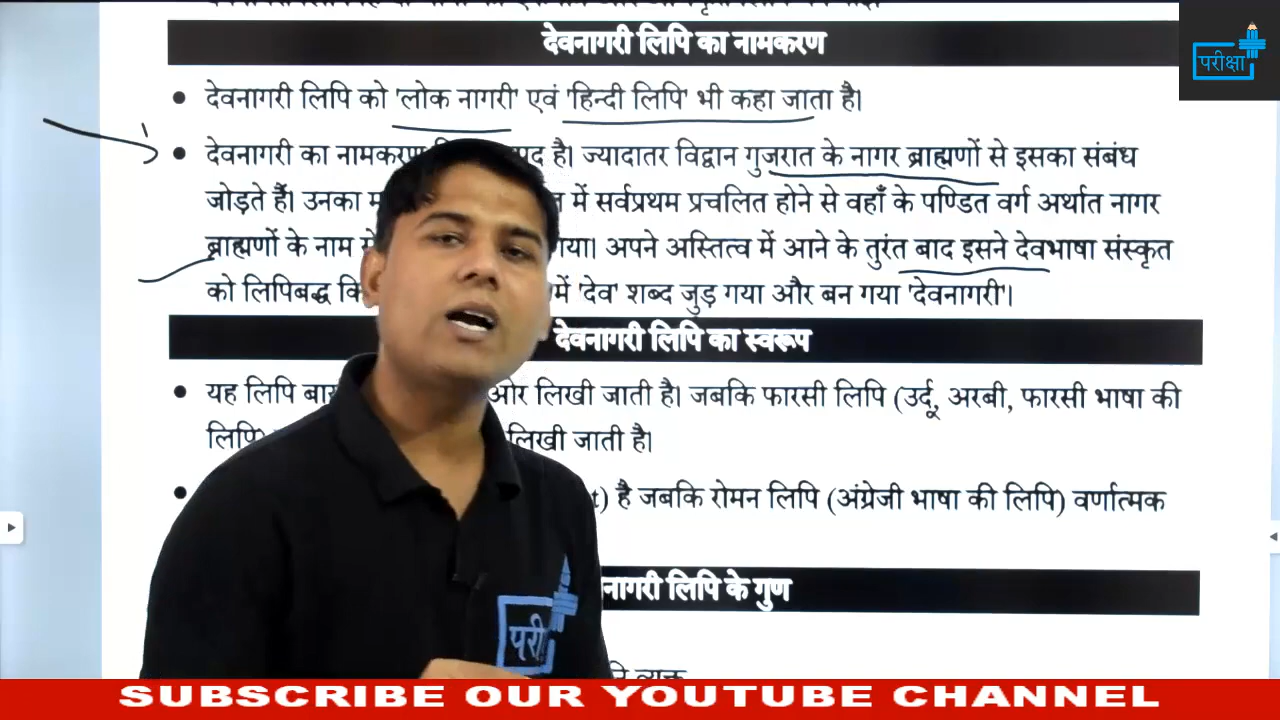 देवनागरी लिपि का नामकरण
परीक्षा
देवनागरी लिपि को 'लोक नागरी' एवं 'हिन्दी लिपि' भी कहा जाता है।
देवनागरी का नामकरण है। ज्यादातर विद्वान गुजरात के नागर ब्राह्मणों से इसका संबंध
जोड़ते हैं। उनका में सर्वप्रथम प्रचलित होने से वहाँ के पण्डित वर्ग अर्थात नागर
ब्राह्मणों के नाम गया। अपने अस्तित्व में आने के तुरंत बाद इसने देवभाषा संस्कृत
को लिपिबद्ध में 'देव' शब्द जुड़ गया और बन गया 'देवनागरी'।
देवनागरी लिपि का स्वरूप
यह लिपि ओर लिखी जाती है। जबकि फारसी लिपि (उर्दू, अरबी, फारसी भाषा की
लिपि) लिखी जाती है।
है जबकि रोमन लिपि (अंग्रेजी भाषा की लिपि) वर्णात्मक
नागरी लिपि के गुण
परी
SUBSCRIBE OUR YOUTUBE CHANNEL